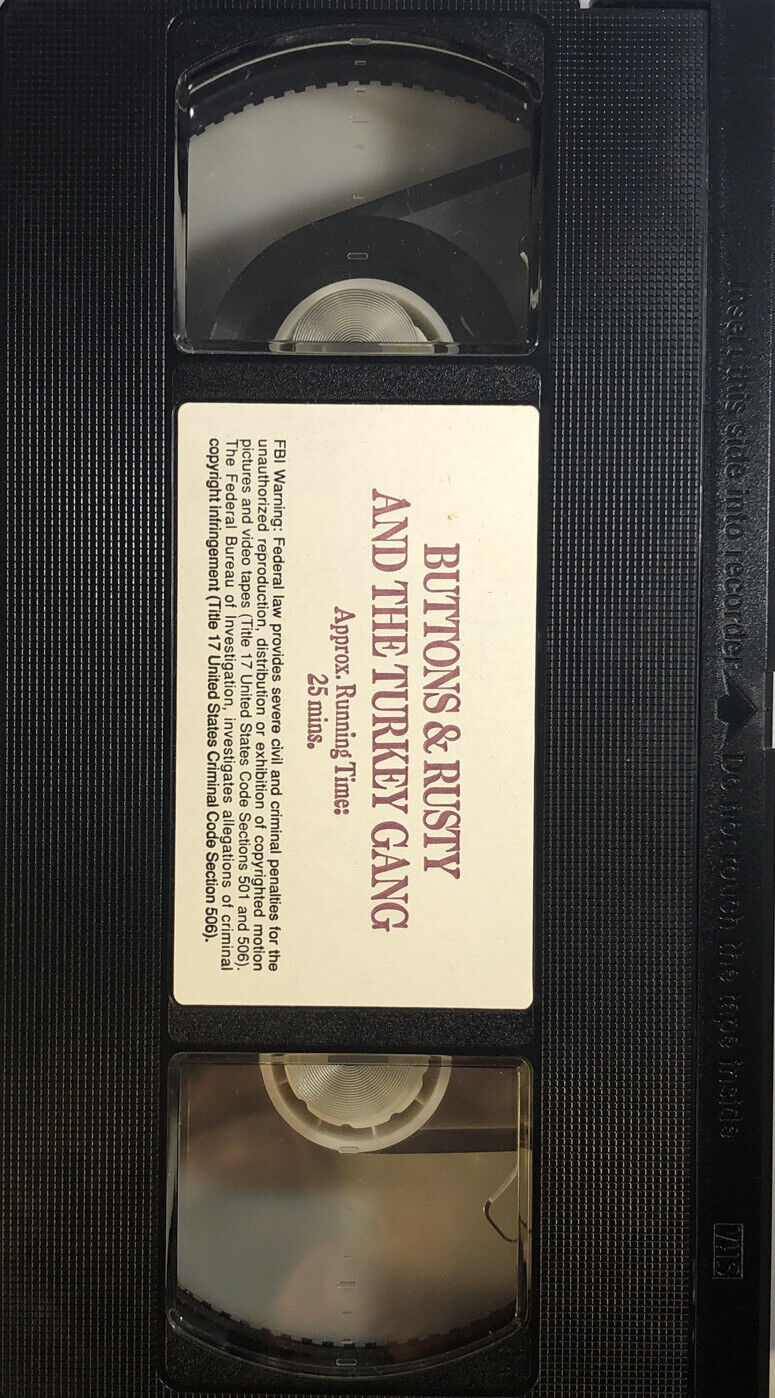 Insert this side into recorder Do not touch the tape inside
VHS
BUTTONS & RUSTY
AND THE TURKEY GANG
Approx. Running Time:
25 mins.
FBI Warning: Federal law provides severe civil and criminal penalties for the
unauthorized reproduction, distribution or exhibition of copyrighted motion
pictures and video tapes (Title 17 United States Code Sections 501 and 506).
The Federal Bureau of Investigation, investigates allegations of criminal
copyright infringement (Title 17 United States Criminal Code Section 506).